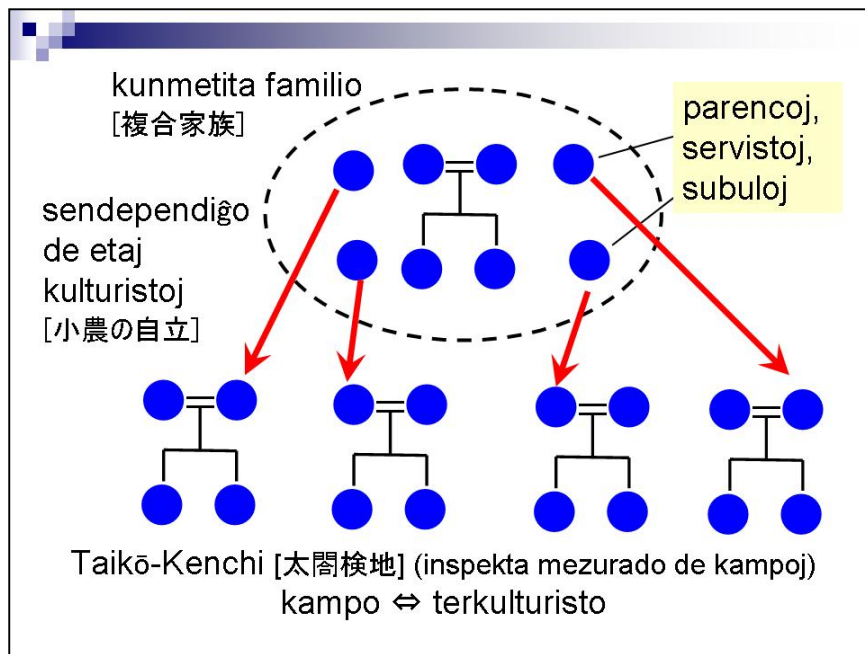 kunmetita familio
[複合家族]
parencoj,
servistoj,
subuloj
sendependiĝo
de etaj
kulturistoj
[小農の自立]
Taikō-Kenchi [太閤検地] (inspekta mezurado de kampoj)
kampo ⇔ terkulturisto